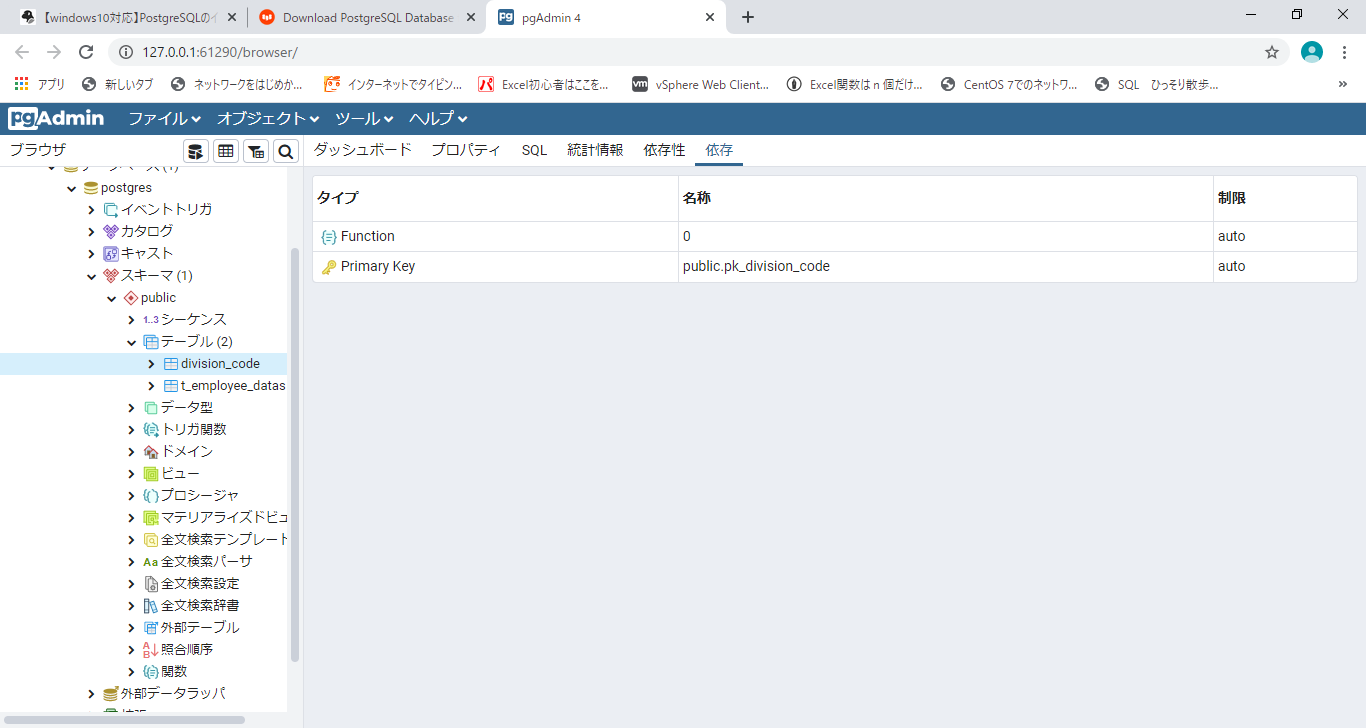 【windows10対応】PostgreSQLの
Download PostgreSQL Database
pgAdmin 4
127.0.0.1:61290/browser/
アプリ
新しいタブ
ネットワークをはじめか...
インターネットでタイピン...
Excel初心者はここを...
vSphere Web Client...
Excel関数は n 個だけ...
CentOS 7でのネットワ...
SQL ひっそり散歩...
pgAdmin
ファイル
オブジェクト
ツール
ヘルプ
ブラウザ
ダッシュボード
プロパティ
SQL
統計情報
依存性
依存
postgres
イベントトリガ
カタログ
キャスト
スキーマ (1)
public
1..3 シーケンス
テーブル (2)
division_code
t_employee_datas
データ型
トリガ関数
ドメイン
ビュー
プロシージャ
マテリアライズドビュ
全文検索テンプレート
Aa 全文検索パーサ
全文検索設定
全文検索辞書
外部テーブル
照合順序
関数
外部データラッパ
タイプ 名称 制限
Function 0 auto
Primary Key public.pk_division_code auto